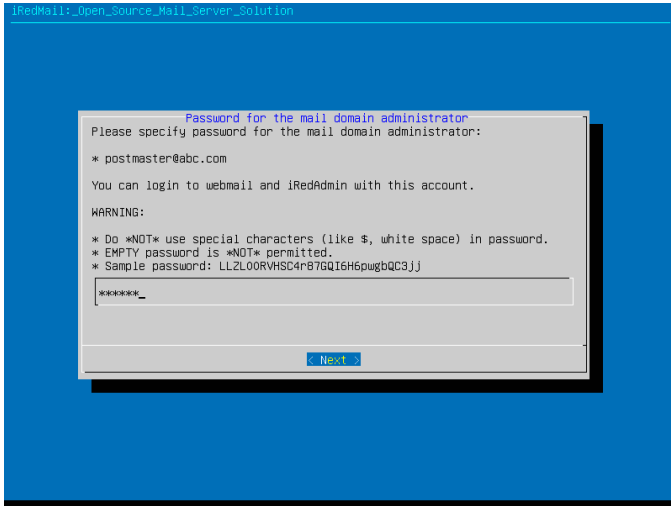 iRedMail:_Open_Source_Mail_Server_Solution
Password for the mail domain administrator
Please specify password for the mail domain administrator:
* postmaster@abc.com
You can login to webmail and iRedAdmin with this account.
WARNING:
* Do *NOT* use special characters (like $, white space) in password.
* EMPTY password is *NOT* permitted.
* Sample password: LLZLO0RVHSC4r87GQI6H6pwgbQC3jj
******_
< Next >